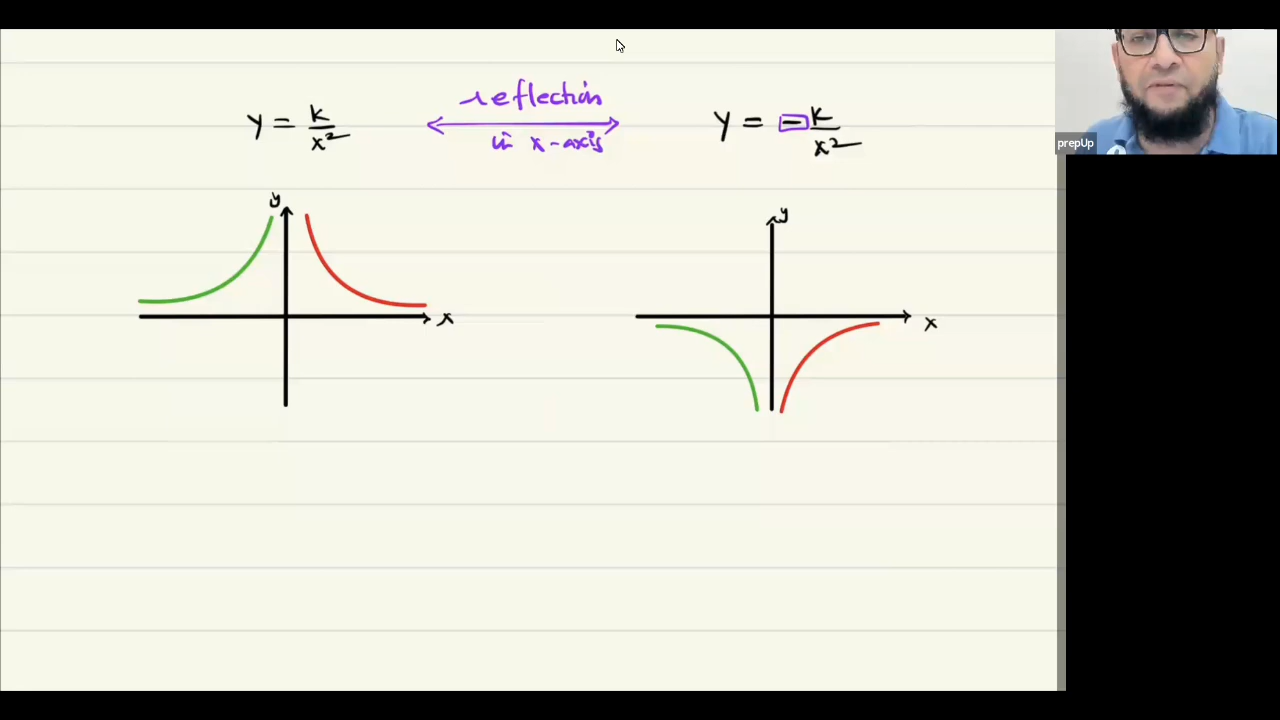 y = k/x²
reflection
in x-axis
y = -k/x²
prepUp
y
x
y
x